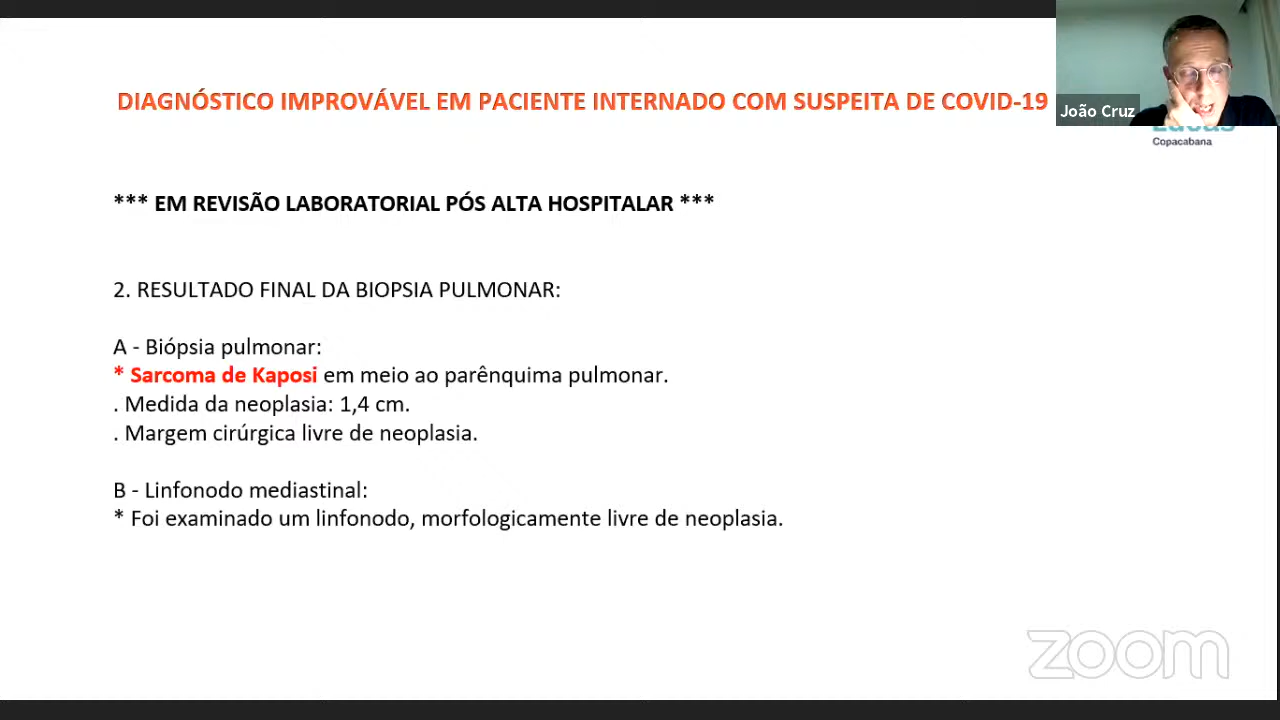 DIAGNÓSTICO IMPROVÁVEL EM PACIENTE INTERNADO COM SUSPEITA DE COVID-19
João Cruz
Copacabana
*** EM REVISÃO LABORATORIAL PÓS ALTA HOSPITALAR ***
2. RESULTADO FINAL DA BIOPSIA PULMONAR:
A - Biópsia pulmonar:
* Sarcoma de Kaposi em meio ao parênquima pulmonar.
. Medida da neoplasia: 1,4 cm.
. Margem cirúrgica livre de neoplasia.
B - Linfonodo mediastinal:
* Foi examinado um linfonodo, morfologicamente livre de neoplasia.
zoom